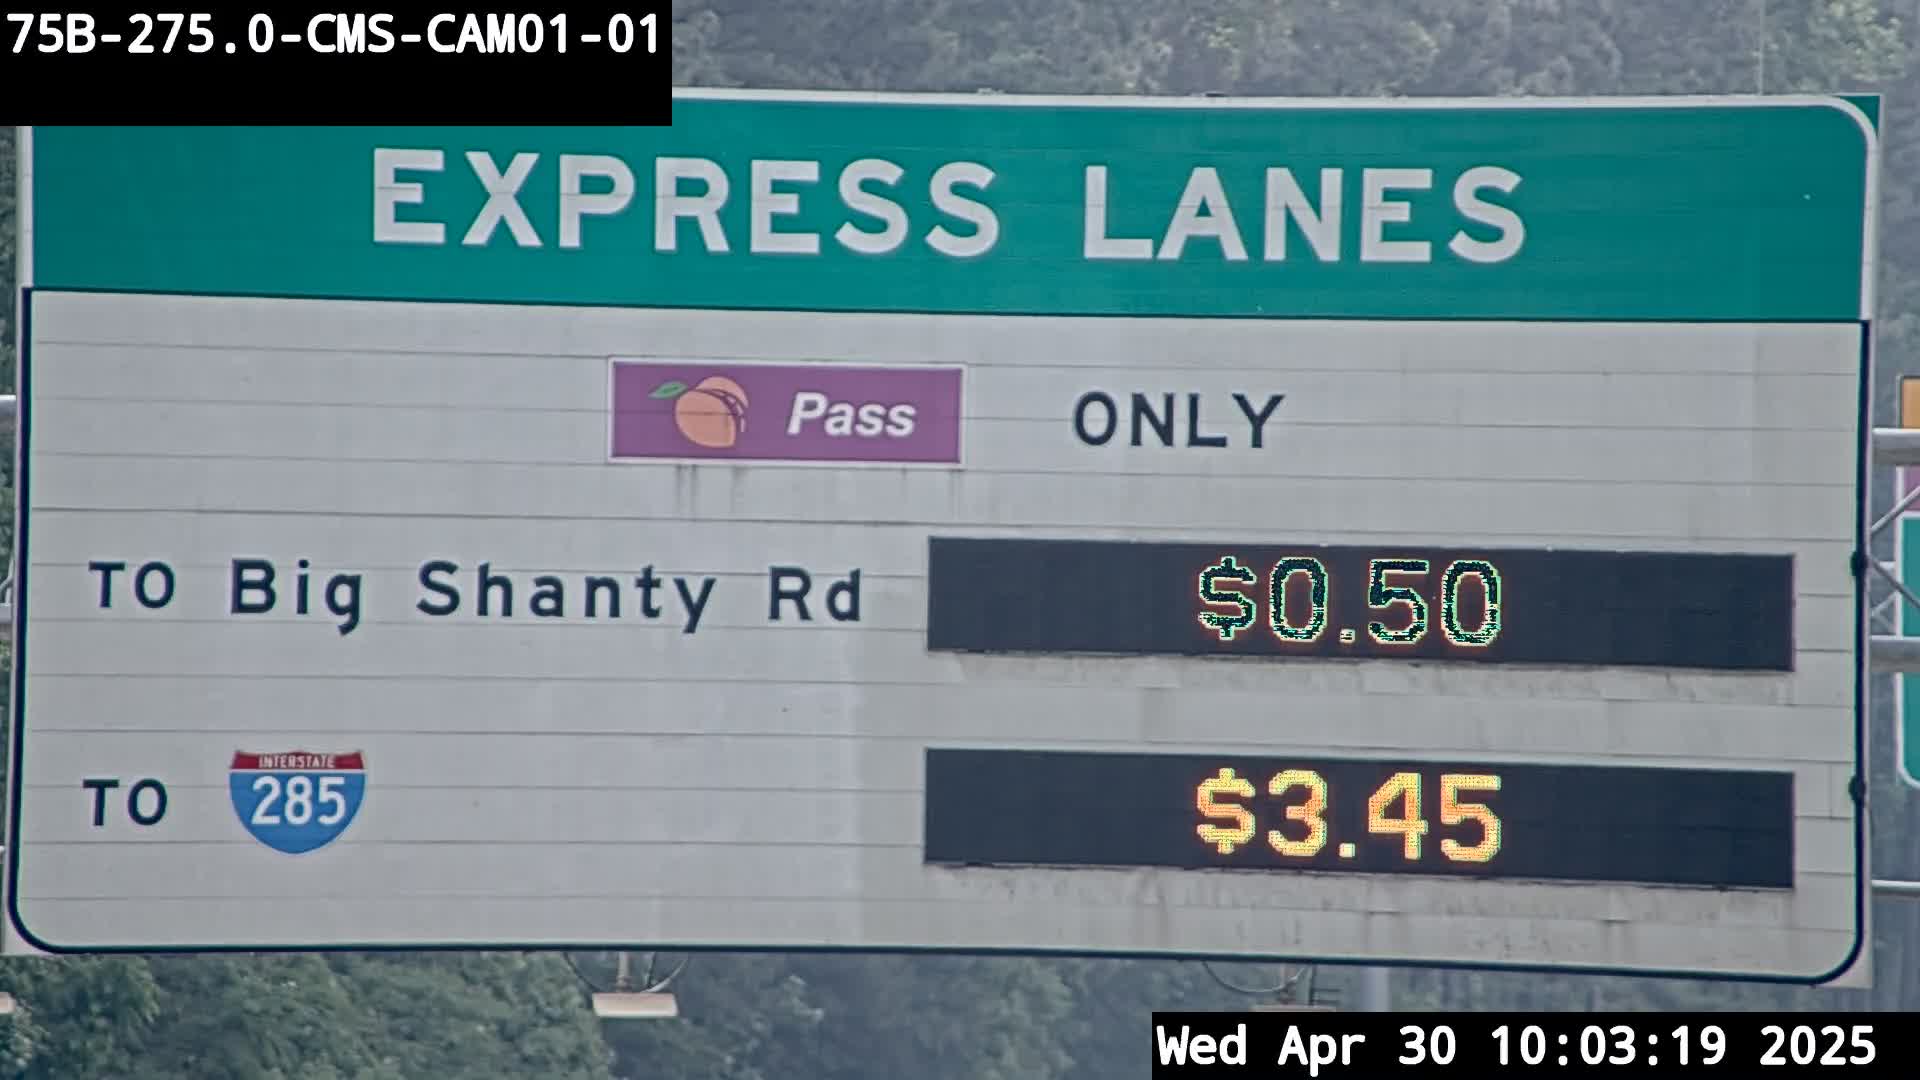 75B-275.0-CMS-CAM01-01
EXPRESS LANES
Pass ONLY
TO Big Shanty Rd $0.50
INTERSTATE
TO 285 $3.45
Wed Apr 30 10:03:19 2025